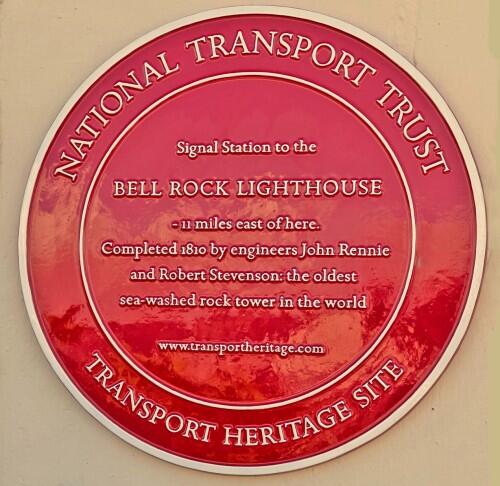 NATIONAL TRANSPORT TRUST
Signal Station to the
BELL ROCK LIGHTHOUSE
- 11 miles east of here.
Completed 1810 by engineers John Rennie
and Robert Stevenson: the oldest
sea-washed rock tower in the world
www.transportheritage.com
TRANSPORT HERITAGE SITE